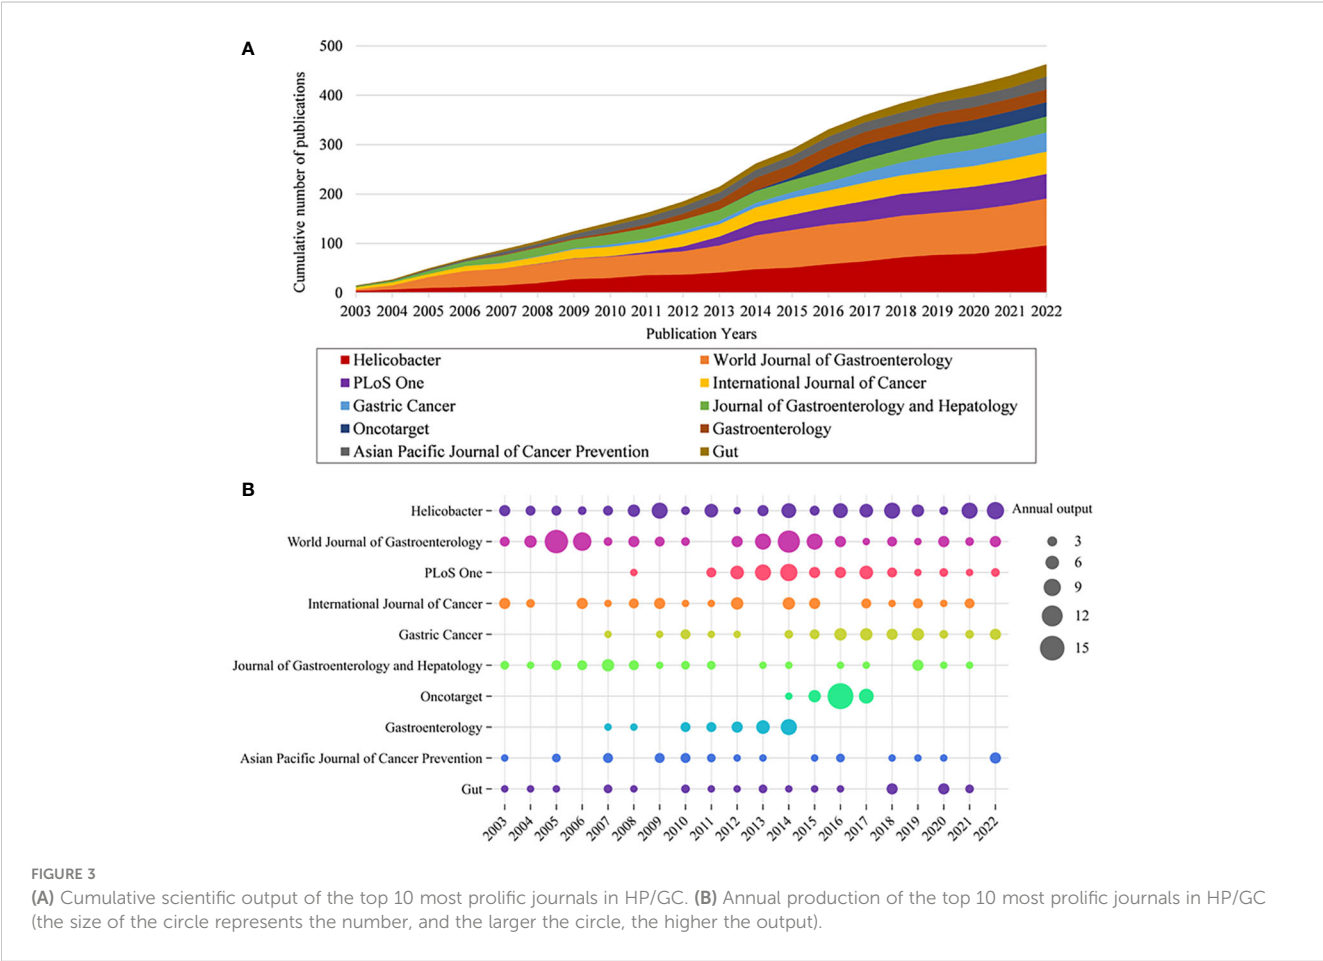 A
Cumulative number of publications
500
400
300
200
100
0
2003 2004 2005 2006 2007 2008 2009 2010 2011 2012 2013 2014 2015 2016 2017 2018 2019 2020 2021 2022
Publication Years
Helicobacter World Journal of Gastroenterology
PLoS One International Journal of Cancer
Gastric Cancer Journal of Gastroenterology and Hepatology
Oncotarget Gastroenterology
Asian Pacific Journal of Cancer Prevention Gut
B
Helicobacter
World Journal of Gastroenterology
PLoS One
International Journal of Cancer
Gastric Cancer
Journal of Gastroenterology and Hepatology
Oncotarget
Gastroenterology
Asian Pacific Journal of Cancer Prevention
Gut
2003 2004 2005 2006 2007 2008 2009 2010 2011 2012 2013 2014 2015 2016 2017 2018 2019 2020 2021 2022
Annual output
3
6
9
12
15
FIGURE 3
(A) Cumulative scientific output of the top 10 most prolific journals in HP/GC. (B) Annual production of the top 10 most prolific journals in HP/GC
(the size of the circle represents the number, and the larger the circle, the higher the output).